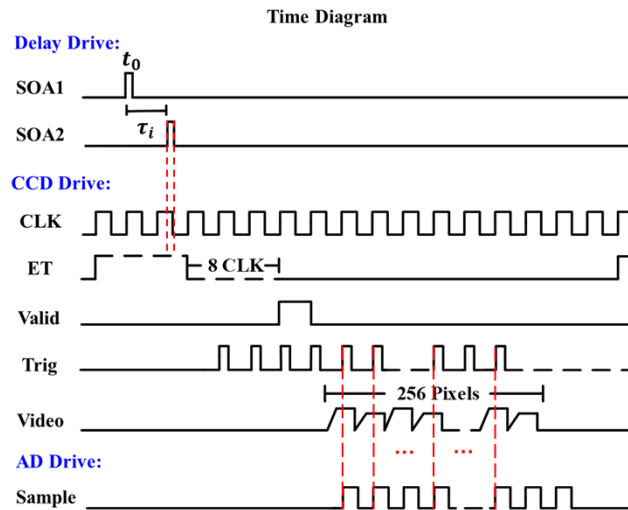 Time Diagram
Delay Drive:
t₀
SOA1
τᵢ
SOA2
CCD Drive:
CLK
ET
8 CLK
Valid
Trig
256 Pixels
Video
... ...
AD Drive:
Sample